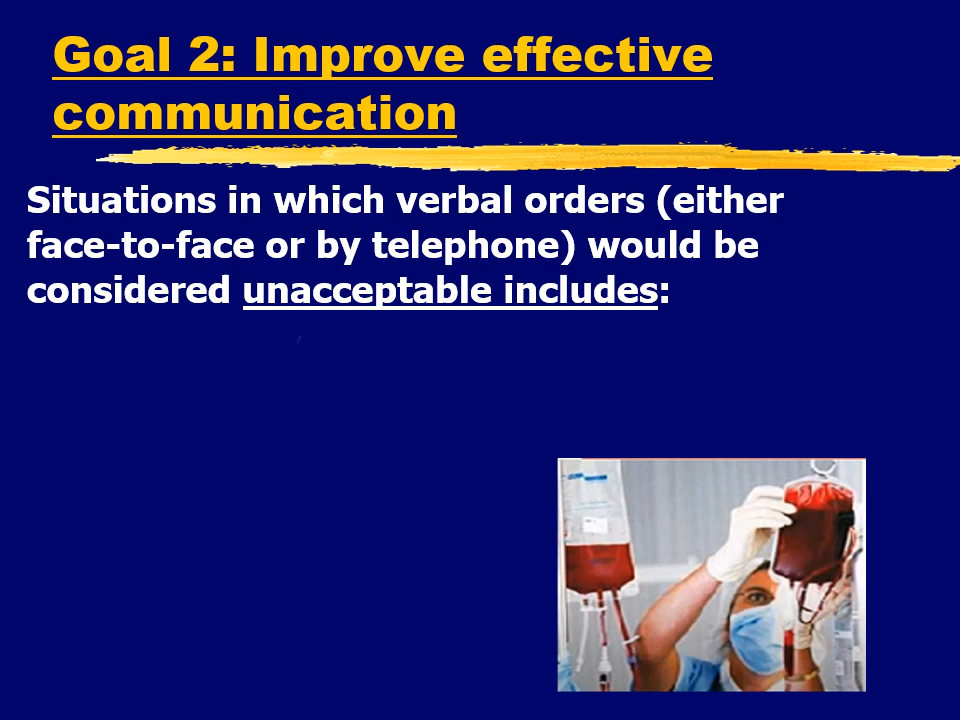 Goal 2: Improve effective
communication
Situations in which verbal orders (either
face-to-face or by telephone) would be
considered unacceptable includes:
,